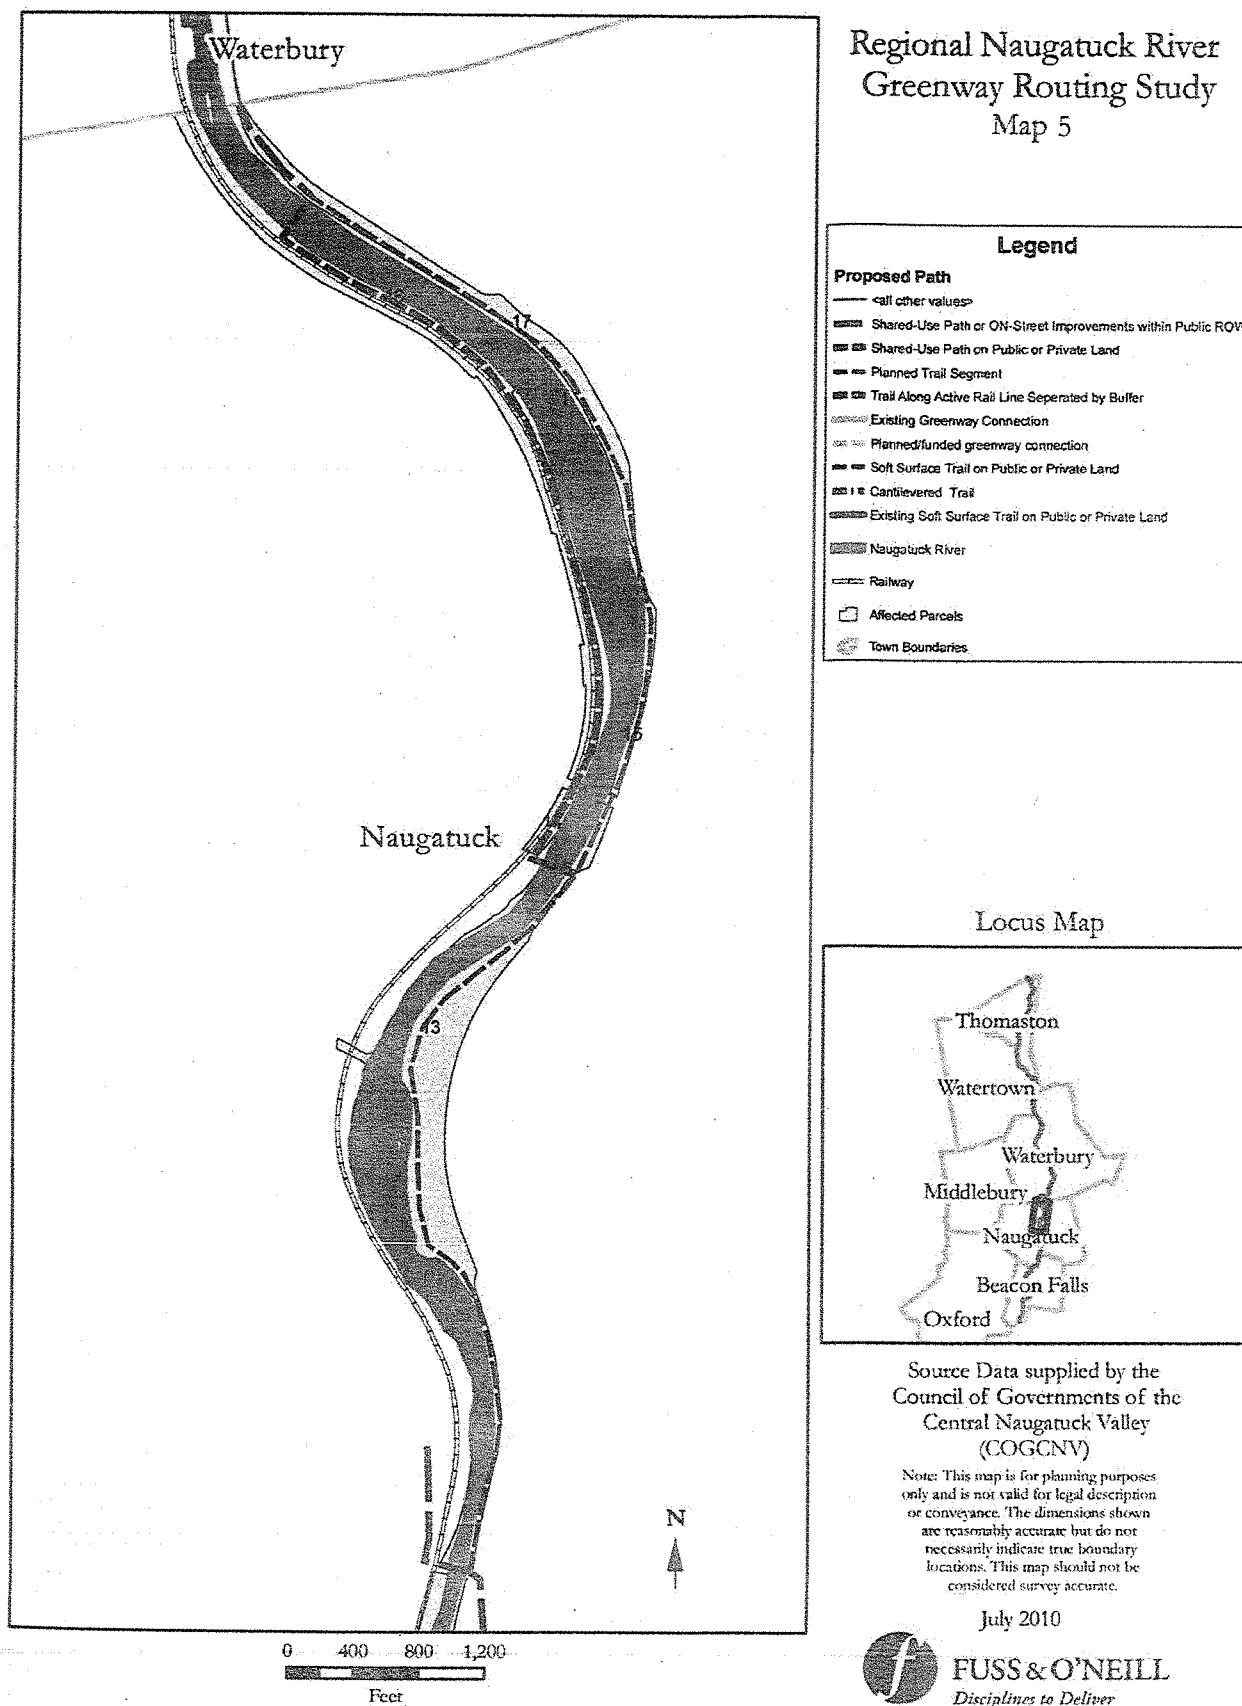 Regional Naugatuck River
Greenway Routing Study
Map 5
Waterbury
17
Naugatuck
13
Legend
Proposed Path
<all other values>
Shared-Use Path or ON-Street Improvements within Public ROW
Shared-Use Path on Public or Private Land
Planned Trail Segment
Trail Along Active Rail Line Seperated by Buffer
Existing Greenway Connection
Planned/funded greenway connection
Soft Surface Trail on Public or Private Land
Cantilevered Trail
Existing Soft Surface Trail on Public or Private Land
Naugatuck River
Railway
Affected Parcels
Town Boundaries
Locus Map
Thomaston
Watertown
Waterbury
Middlebury
Naugatuck
Beacon Falls
Oxford
N
0 400 800 1,200
Feet
Source Data supplied by the
Council of Governments of the
Central Naugatuck Valley
(COGCNV)
Note: This map is for planning purposes
only and is not valid for legal description
or conveyance. The dimensions shown
are reasonably accurate but do not
necessarily indicate true boundary
locations. This map should not be
considered survey accurate.
July 2010
f
FUSS & O'NEILL
Disciplines to Deliver